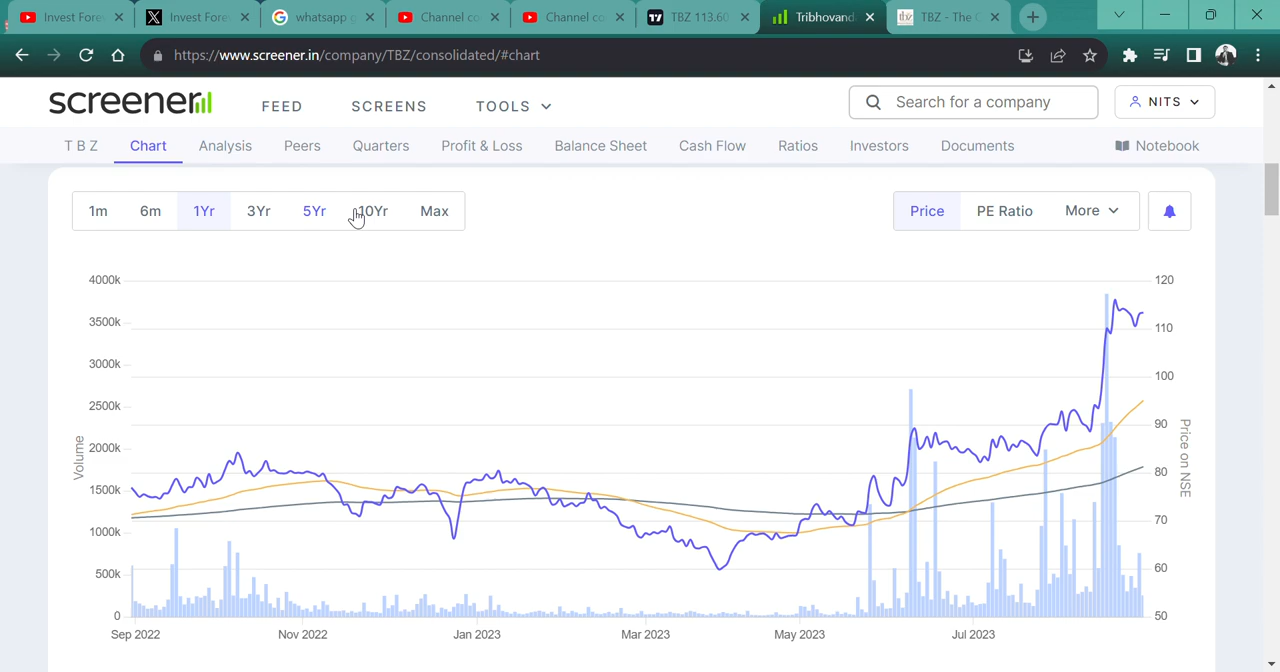 Invest Fore
Invest Fore
whatsapp
Channel co
Channel co
TBZ 113.60
Tribhovand
TBZ - The
https://www.screener.in/company/TBZ/consolidated/#chart
screener
FEED
SCREENS
TOOLS
Search for a company
NITS
T B Z
Chart
Analysis
Peers
Quarters
Profit & Loss
Balance Sheet
Cash Flow
Ratios
Investors
Documents
Notebook
1m
6m
1Yr
3Yr
5Yr
10Yr
Max
Price
PE Ratio
More
4000k
3500k
3000k
2500k
2000k
1500k
1000k
500k
0
Volume
120
110
100
90
80
70
60
50
Price on NSE
Sep 2022
Nov 2022
Jan 2023
Mar 2023
May 2023
Jul 2023